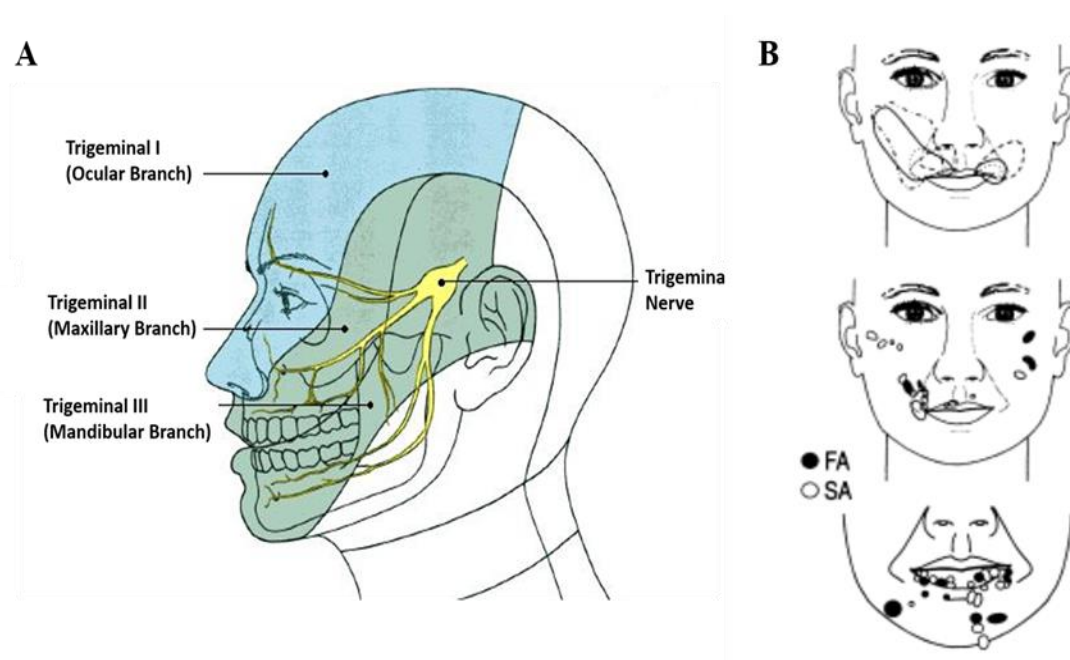 A
B
Trigeminal I
(Ocular Branch)
Trigeminal II
(Maxillary Branch)
Trigemina
Nerve
Trigeminal III
(Mandibular Branch)
FA
SA